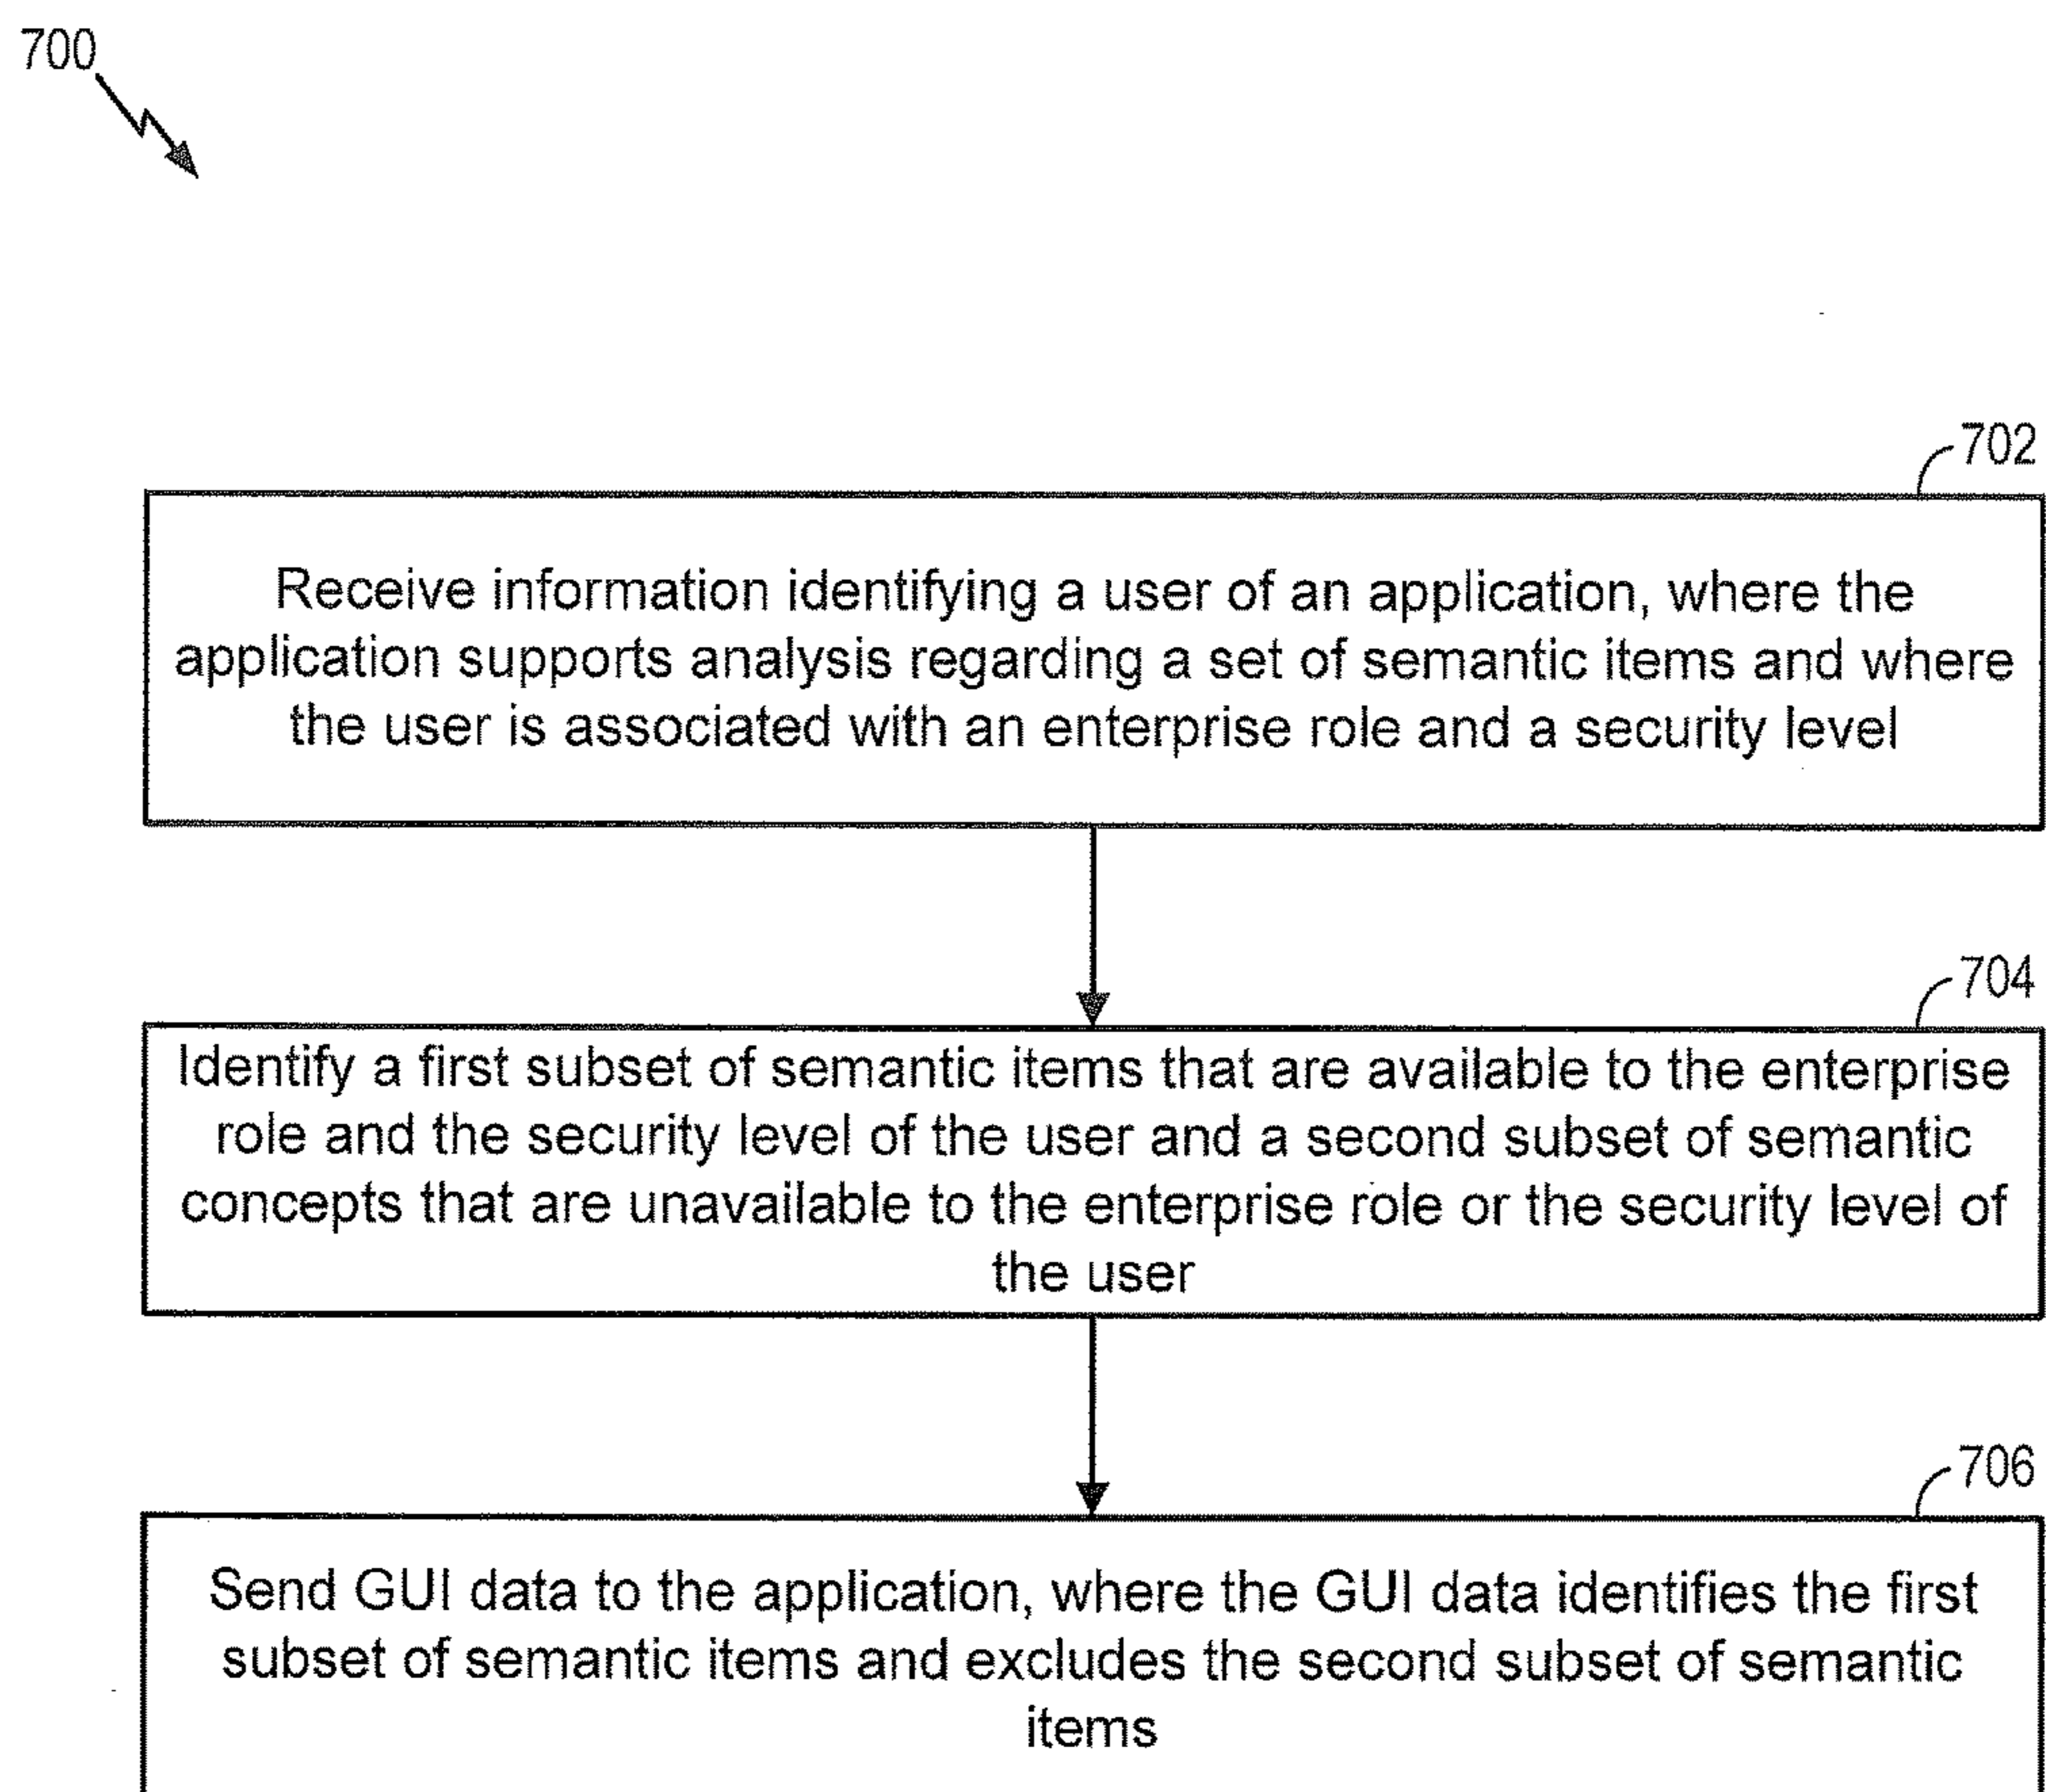 700
702
Receive information identifying a user of an application, where the
application supports analysis regarding a set of semantic items and where
the user is associated with an enterprise role and a security level
704
Identify a first subset of semantic items that are available to the enterprise
role and the security level of the user and a second subset of semantic
concepts that are unavailable to the enterprise role or the security level of
the user
706
Send GUI data to the application, where the GUI data identifies the first
subset of semantic items and excludes the second subset of semantic
items